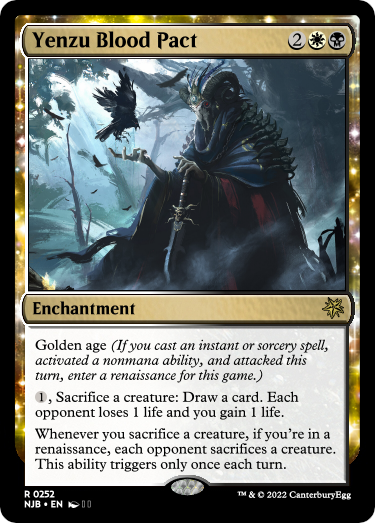 Yenzu Blood Pact 2
Enchantment
Golden age (If you cast an instant or sorcery spell,
activated a nonmana ability, and attacked this
turn, enter a renaissance for this game.)
1, Sacrifice a creature: Draw a card. Each
opponent loses 1 life and you gain 1 life.
Whenever you sacrifice a creature, if you're in a
renaissance, each opponent sacrifices a creature.
This ability triggers only once each turn.
R 0252
NJB • EN ™ & © 2022 CanterburyEgg